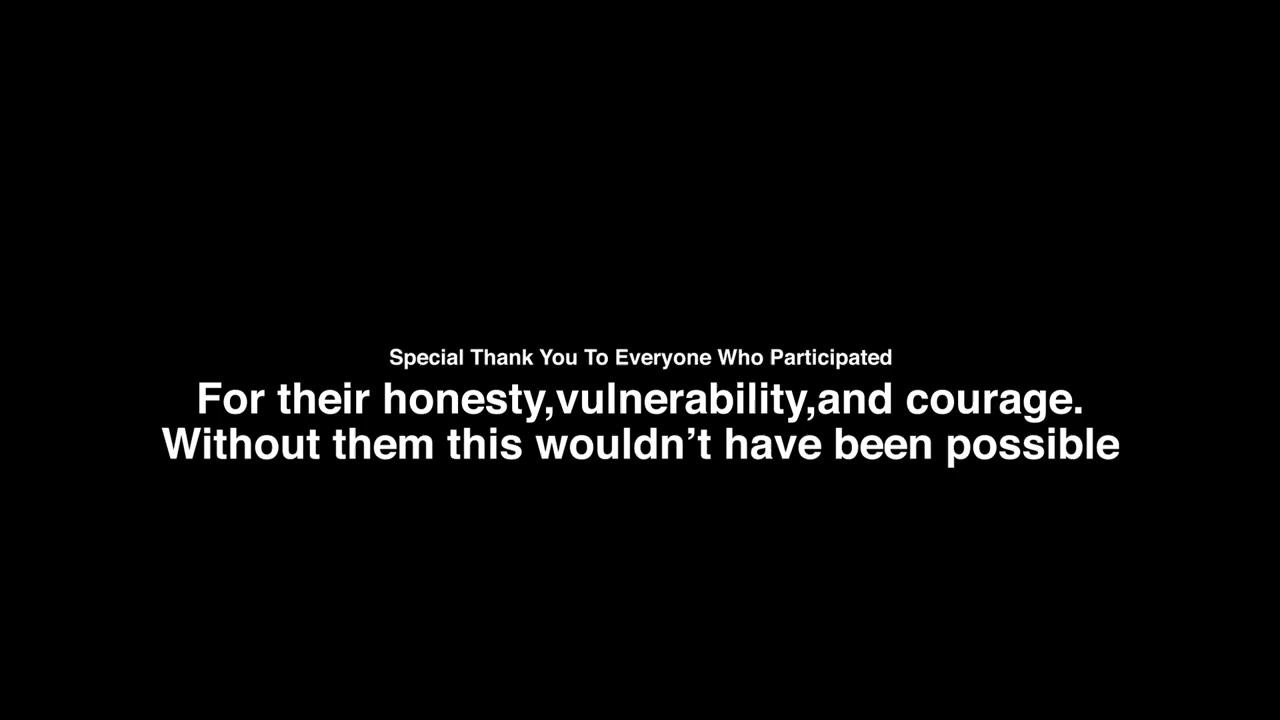 Special Thank You To Everyone Who Participated
For their honesty,vulnerability,and courage.
Without them this wouldn’t have been possible